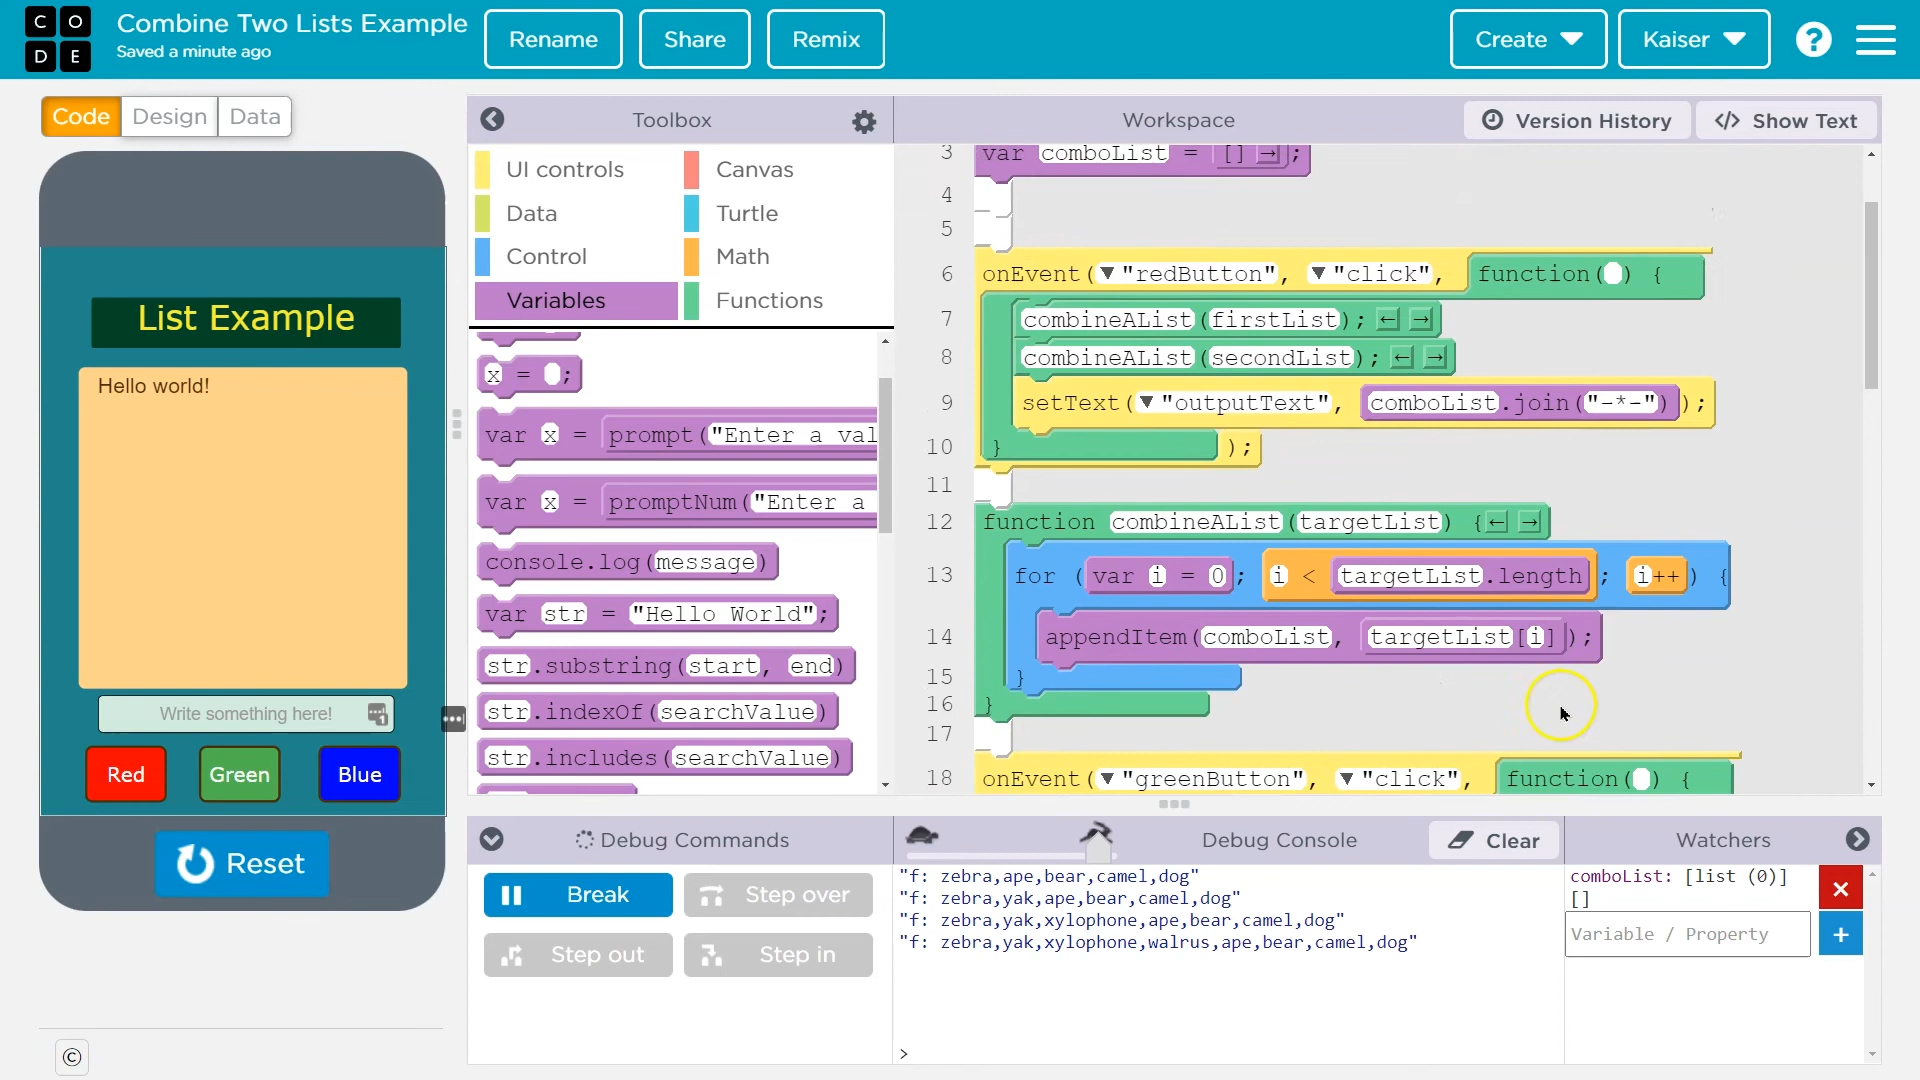 C O
D E
Combine Two Lists Example
Saved a minute ago
Rename
Share
Remix
Create
Kaiser
?
Code
Design
Data
Toolbox
Workspace
Version History
</> Show Text
UI controls
Canvas
Data
Turtle
Control
Math
Variables
Functions
x = ;
var x = prompt("Enter a val
var x = promptNum("Enter a
console.log(message)
var str = "Hello World";
str.substring(start, end)
str.indexOf(searchValue)
str.includes(searchValue)
3 var comboList = [] → ;
4
5
6 onEvent(▼"redButton", ▼"click", function() {
7 combineAList(firstList); ← →
8 combineAList(secondList); ← →
9 setText(▼"outputText", comboList.join("-*-"));
10 } );
11
12 function combineAList(targetList) { ← →
13 for (var i = 0; i < targetList.length; i++) {
14 appendItem(comboList, targetList[i]);
15 }
16 }
17
18 onEvent(▼"greenButton", ▼"click", function() {
List Example
Hello world!
Write something here!
1
Red
Green
Blue
Reset
©
Debug Commands
Break
Step over
Step out
Step in
Debug Console
Clear
"f: zebra,ape,bear,camel,dog"
"f: zebra,yak,ape,bear,camel,dog"
"f: zebra,yak,xylophone,ape,bear,camel,dog"
"f: zebra,yak,xylophone,walrus,ape,bear,camel,dog"
>
Watchers
comboList: [list (0)]
[]
Variable / Property